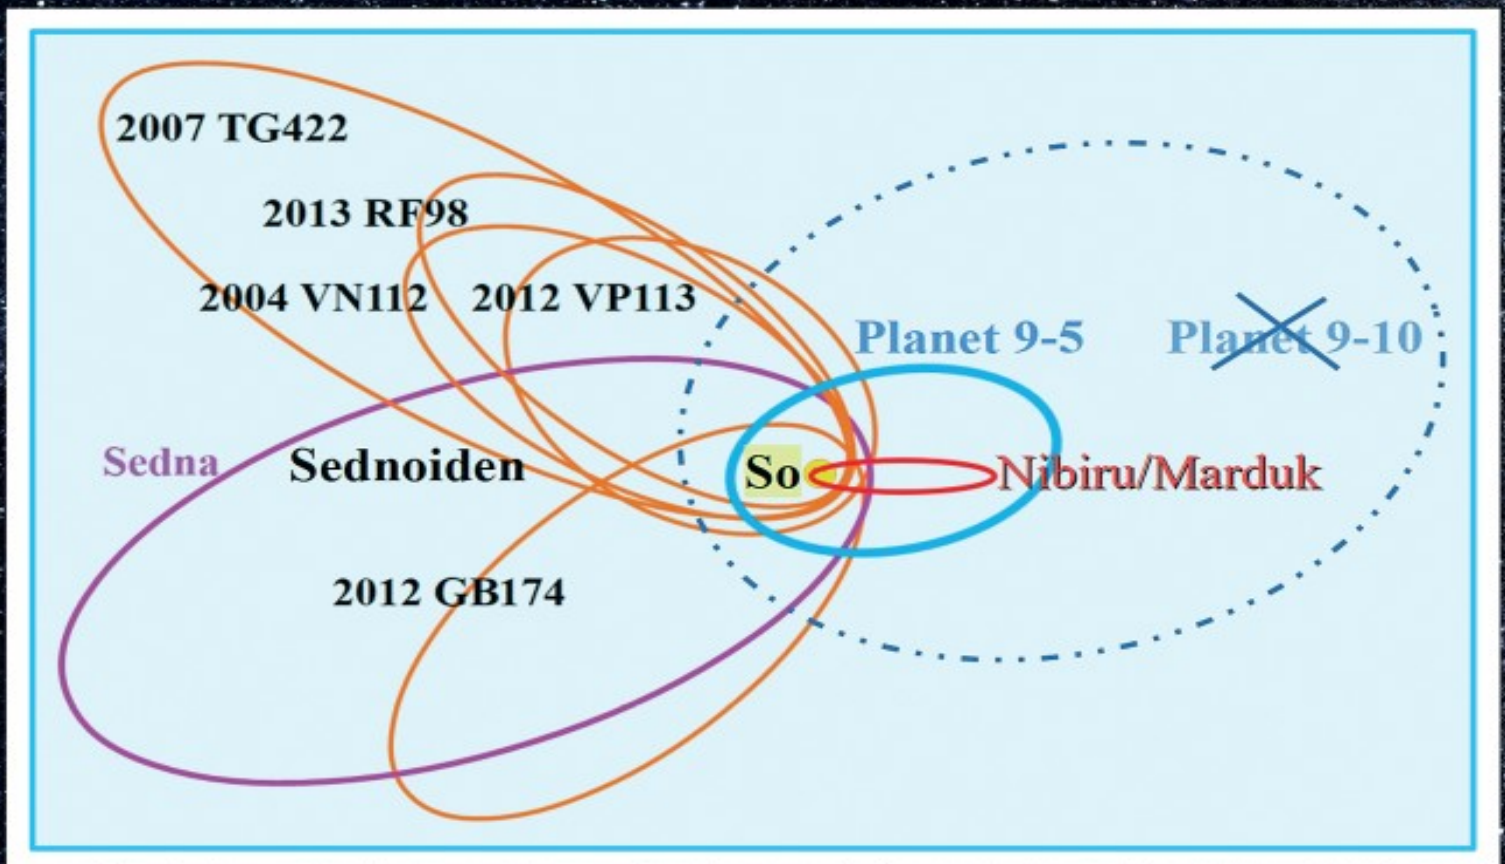 2007 TG422
2013 RF98
2004 VN112
2012 VP113
Planet 9-5
Planet 9-10
Sedna
Sednoiden
So
Nibiru/Marduk
2012 GB174